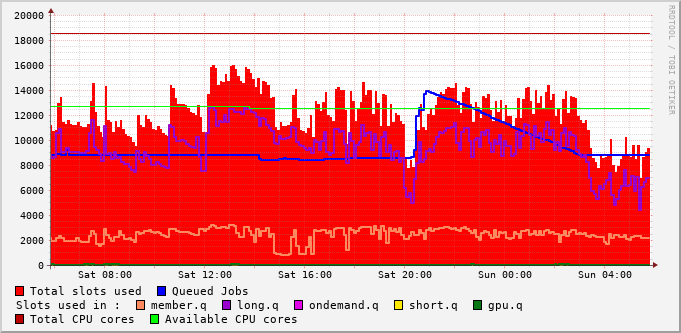 20000
18000
16000
14000
12000
10000
8000
6000
4000
2000
0
Sat 08:00 Sat 12:00 Sat 16:00 Sat 20:00 Sun 00:00 Sun 04:00
RRDTOOL / TOBI OETIKER
Total slots used Queued Jobs
Slots used in : member.q long.q ondemand.q short.q gpu.q
Total CPU cores Available CPU cores